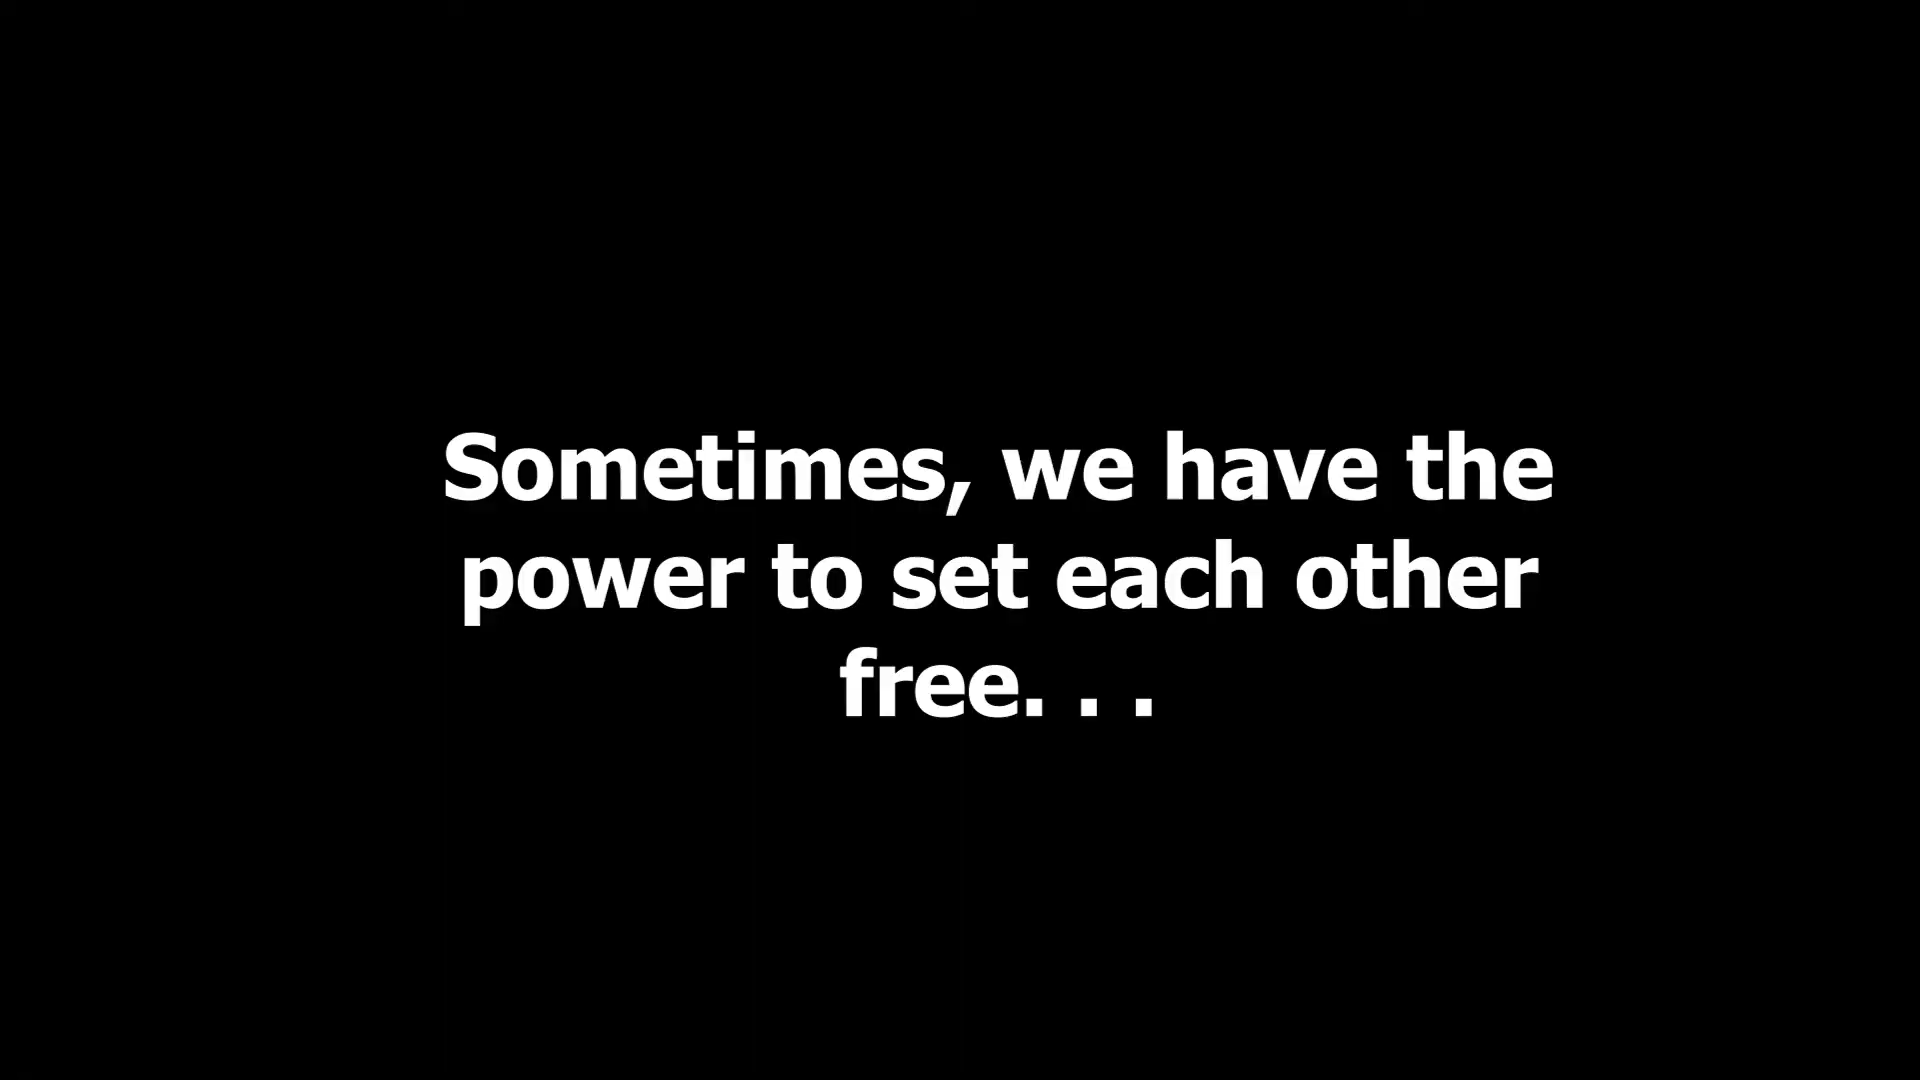 Sometimes, we have the
power to set each other
free. . .